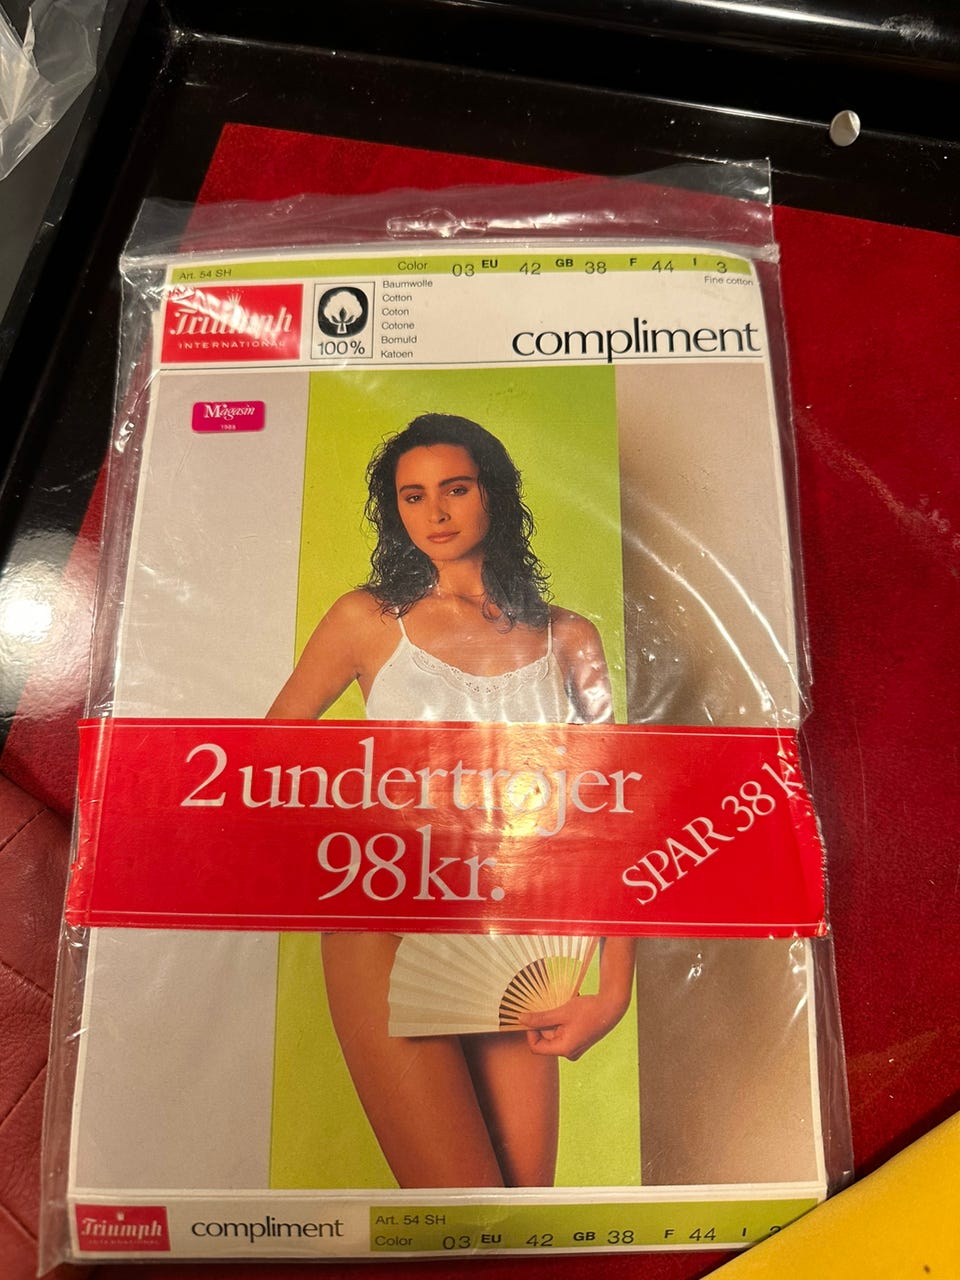 Art. 54 SH Color 03 EU 42 GB 38 F 44 I 3
Fine cotton
Triumph
INTERNATIONAL
100%
Baumwolle
Cotton
Coton
Cotone
Bomuld
Katoen
compliment
Magasin
2 undertrøjer
98 kr.
SPAR 38 k
Triumph
INTERNATIONAL
compliment
Art. 54 SH
Color 03 EU 42 GB 38 F 44 I